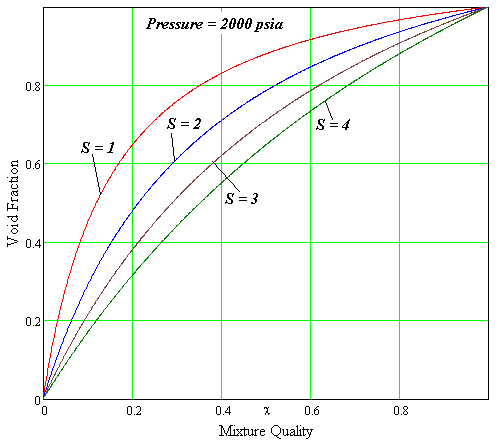 Pressure = 2000 psia
S = 1
S = 2
S = 3
S = 4
Void Fraction
0.8
0.6
0.4
0.2
0
0
0.2
0.4
x
0.6
0.8
Mixture Quality